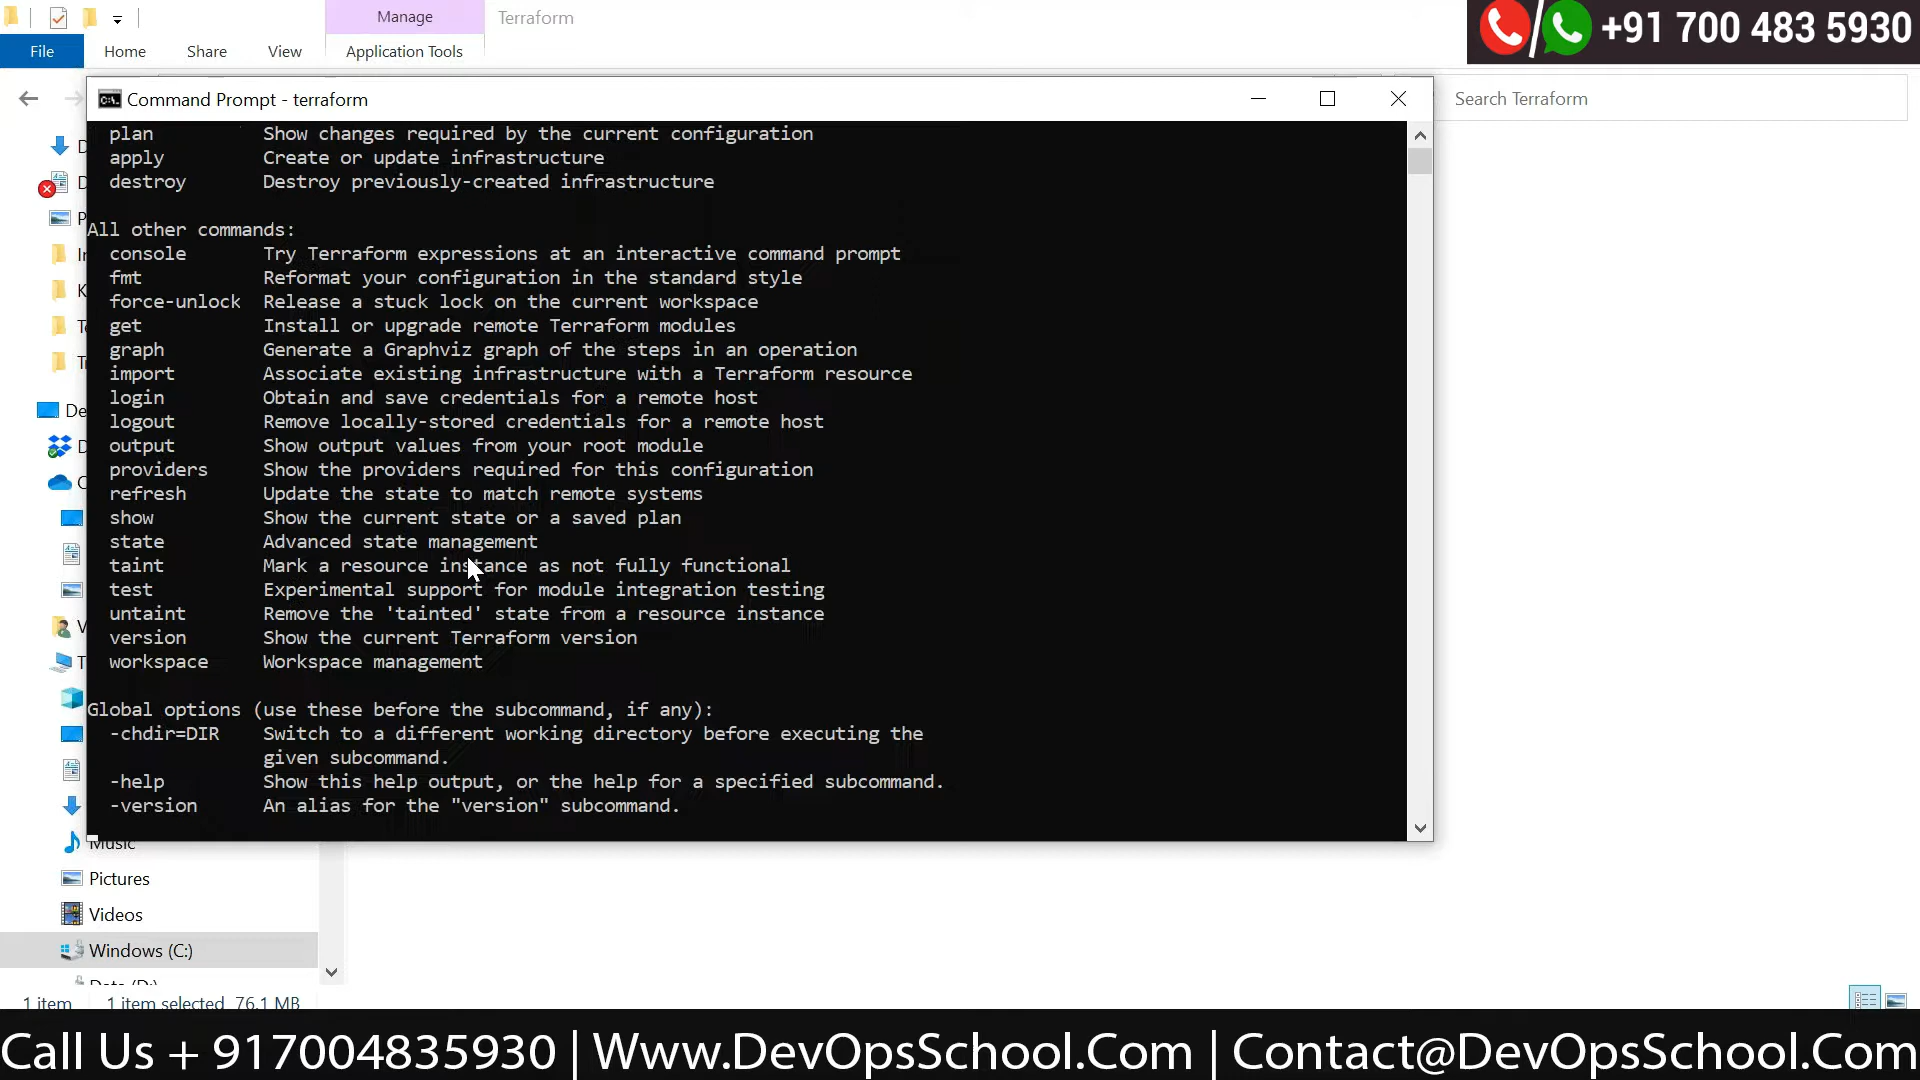 Manage
Terraform
+91 700 483 5930
File
Home
Share
View
Application Tools
Search Terraform
Command Prompt - terraform
plan Show changes required by the current configuration
apply Create or update infrastructure
destroy Destroy previously-created infrastructure
All other commands:
console Try Terraform expressions at an interactive command prompt
fmt Reformat your configuration in the standard style
force-unlock Release a stuck lock on the current workspace
get Install or upgrade remote Terraform modules
graph Generate a Graphviz graph of the steps in an operation
import Associate existing infrastructure with a Terraform resource
login Obtain and save credentials for a remote host
logout Remove locally-stored credentials for a remote host
output Show output values from your root module
providers Show the providers required for this configuration
refresh Update the state to match remote systems
show Show the current state or a saved plan
state Advanced state management
taint Mark a resource instance as not fully functional
test Experimental support for module integration testing
untaint Remove the 'tainted' state from a resource instance
version Show the current Terraform version
workspace Workspace management
Global options (use these before the subcommand, if any):
-chdir=DIR Switch to a different working directory before executing the
given subcommand.
-help Show this help output, or the help for a specified subcommand.
-version An alias for the "version" subcommand.
Music
Pictures
Videos
Windows (C:)
Data (D:)
1 item
1 item selected 76.1 MB
Call Us + 917004835930 | Www.DevOpsSchool.Com | Contact@DevOpsSchool.Com